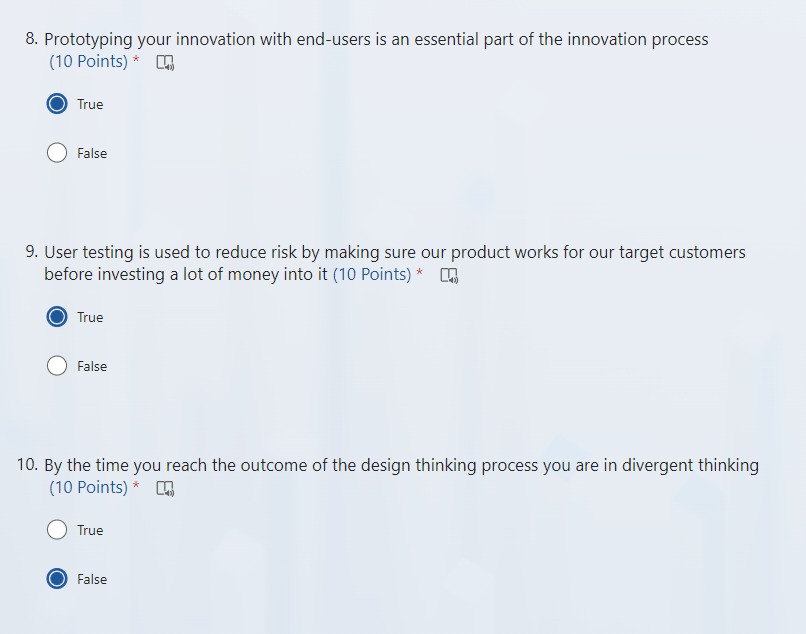 8. Prototyping your innovation with end-users is an essential part of the innovation process
(10 Points) *
True
False
9. User testing is used to reduce risk by making sure our product works for our target customers
before investing a lot of money into it (10 Points) *
True
False
10. By the time you reach the outcome of the design thinking process you are in divergent thinking
(10 Points) *
True
False